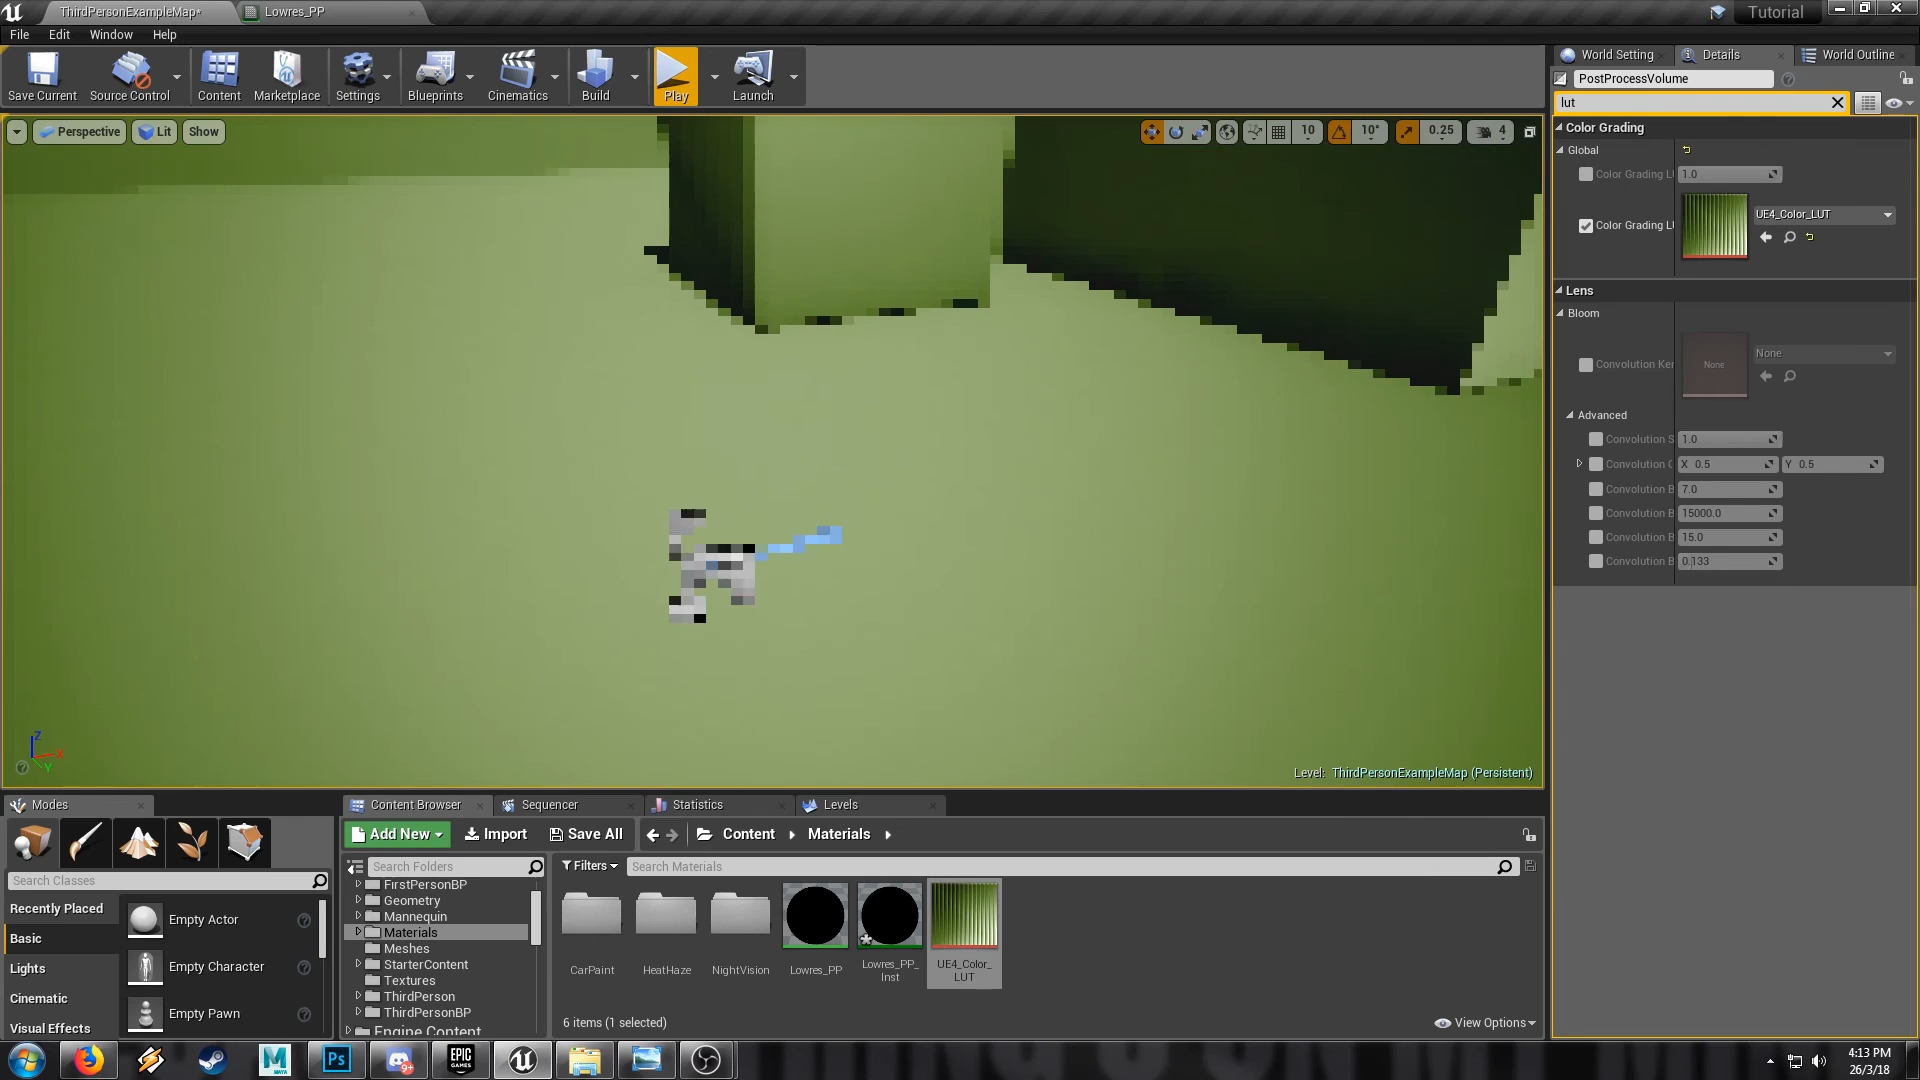 ThirdPersonExampleMap*
Lowres_PP
Tutorial
File Edit Window Help
Save Current
Source Control
Content
Marketplace
Settings
Blueprints
Cinematics
Build
Play
Launch
Perspective
Lit
Show
10
10°
0.25
4
Level: ThirdPersonExampleMap (Persistent)
World Setting
Details
World Outline
PostProcessVolume
lut
Color Grading
Global
Color Grading LU
1.0
Color Grading LU
UE4_Color_LUT
Lens
Bloom
Convolution Ker
None
None
Advanced
Convolution S
1.0
Convolution C
X 0.5
Y 0.5
Convolution B
7.0
Convolution B
15000.0
Convolution B
15.0
Convolution B
0.133
Modes
Search Classes
Recently Placed
Basic
Lights
Cinematic
Visual Effects
Empty Actor
Empty Character
Empty Pawn
Content Browser
Sequencer
Statistics
Levels
Add New
Import
Save All
Content
Materials
Search Folders
Filters
Search Materials
FirstPersonBP
Geometry
Mannequin
Materials
Meshes
StarterContent
Textures
ThirdPerson
ThirdPersonBP
Engine Content
CarPaint
HeatHaze
NightVision
Lowres_PP
Lowres_PP_
Inst
UE4_Color_
LUT
6 items (1 selected)
View Options
M
MAYA
Ps
9+
EPIC
GAMES
4:13 PM
26/3/18